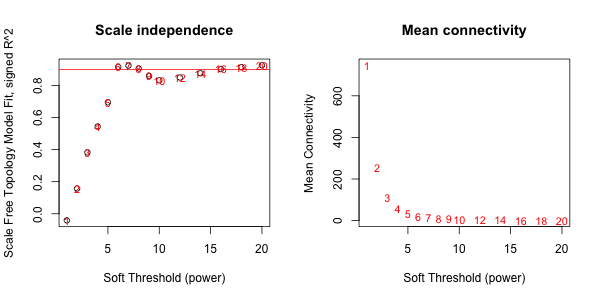 Scale independence
Scale Free Topology Model Fit, signed R^2
0.0 0.2 0.4 0.6 0.8
1 2 3 4 5 6 7 8 9 10 12 14 16 18 20
5 10 15 20
Soft Threshold (power)
Mean connectivity
Mean Connectivity
0 200 400 600
1 2 3 4 5 6 7 8 9 10 12 14 16 18 20
5 10 15 20
Soft Threshold (power)